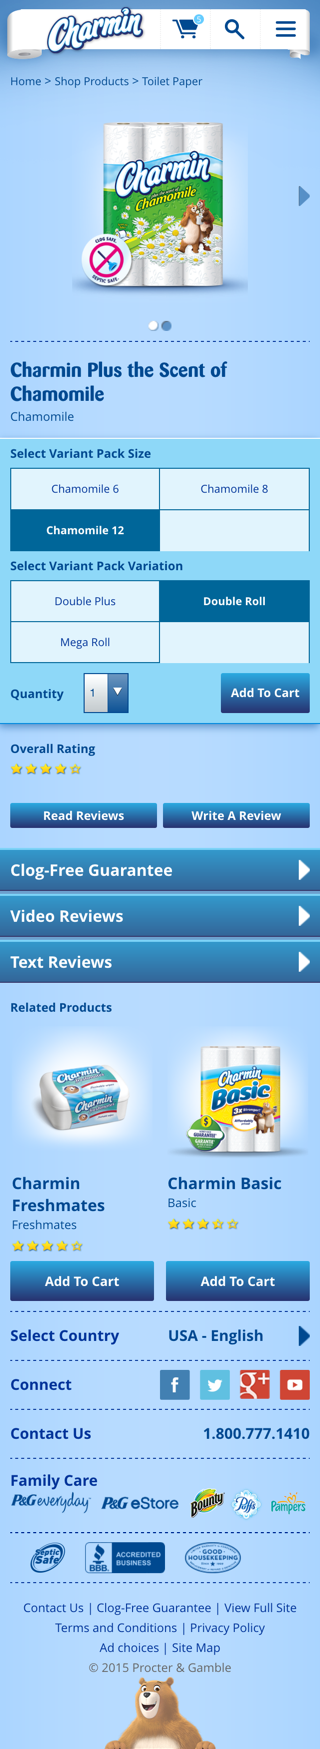 Charmin
5
Home > Shop Products > Toilet Paper
Charmin
Chamomile
CLOG SAFE.
SEPTIC SAFE.
Charmin Plus the Scent of
Chamomile
Chamomile
Select Variant Pack Size
Chamomile 6
Chamomile 8
Chamomile 12
Select Variant Pack Variation
Double Plus
Double Roll
Mega Roll
Quantity
1
Add To Cart
Overall Rating
Read Reviews
Write A Review
Clog-Free Guarantee
Video Reviews
Text Reviews
Related Products
Charmin
Charmin
Charmin
Basic
Charmin
Freshmates
Freshmates
Charmin Basic
Basic
Add To Cart
Add To Cart
Select Country
USA - English
Connect
f
g+
Contact Us
1.800.777.1410
Family Care
P&G everyday
P&G eStore
Bounty
Puffs
Pampers
Septic
Safe
BBB.
ACCREDITED
BUSINESS
GOOD
HOUSEKEEPING
Contact Us | Clog-Free Guarantee | View Full Site
Terms and Conditions | Privacy Policy
Ad choices | Site Map
© 2015 Procter & Gamble